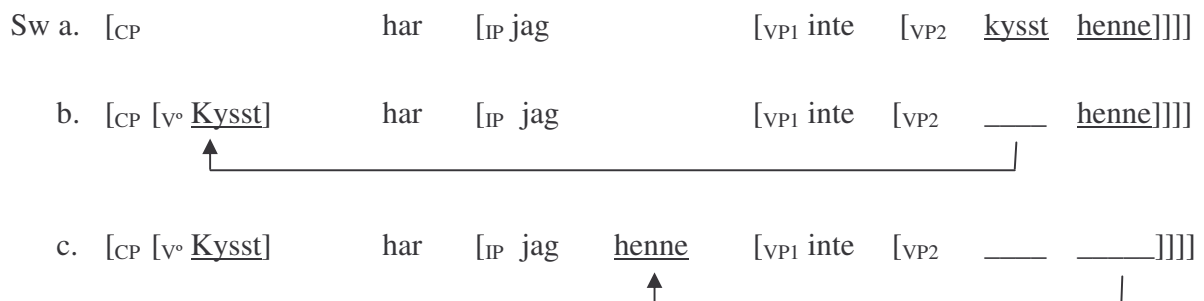 Sw a. [CP har [IP jag [VP1 inte [VP2 kysst henne]]]]
b. [CP [V° Kysst] har [IP jag [VP1 inte [VP2 ____ henne]]]]
c. [CP [V° Kysst] har [IP jag henne [VP1 inte [VP2 ____ _____]]]]